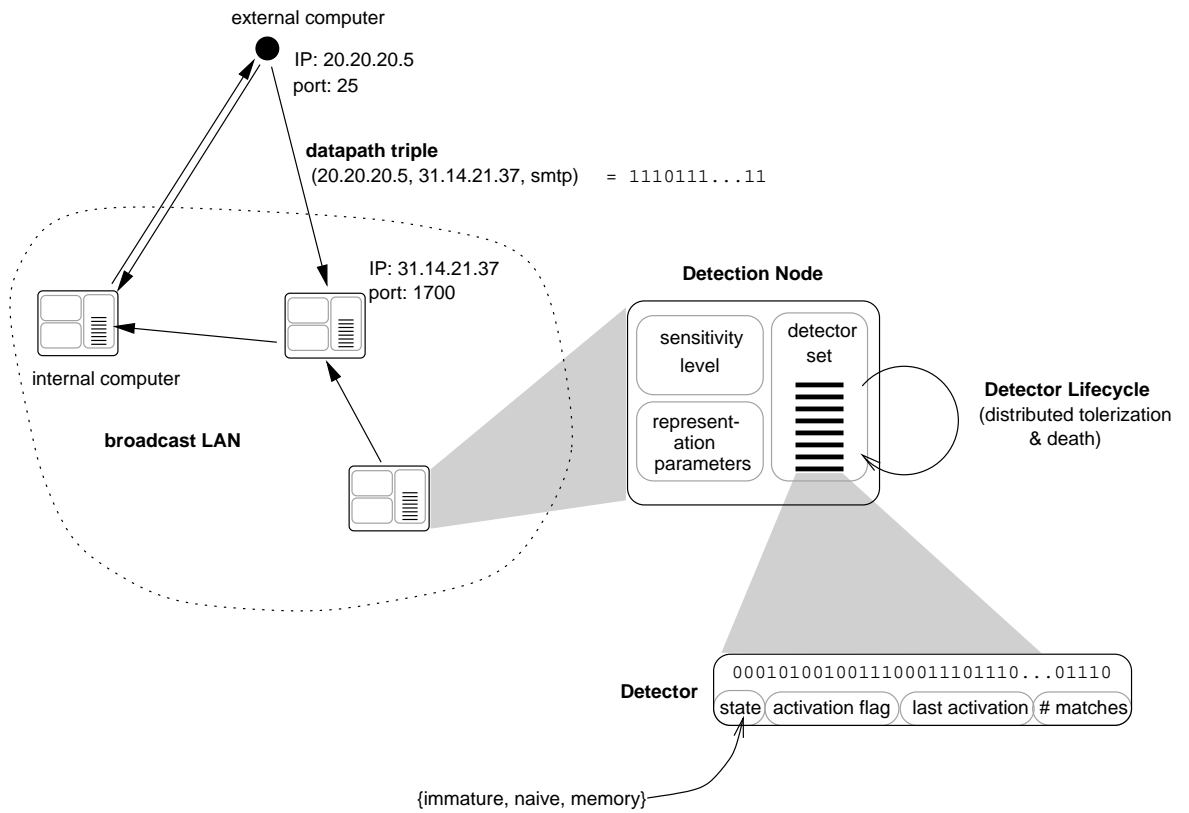 external computer
IP: 20.20.20.5
port: 25
datapath triple
(20.20.20.5, 31.14.21.37, smtp) = 1110111...11
IP: 31.14.21.37
port: 1700
internal computer
broadcast LAN
Detection Node
sensitivity
level
detector
set
represent-
ation
parameters
Detector Lifecycle
(distributed tolerization
& death)
Detector
0001010010011100011101110...01110
state
activation flag
last activation
# matches
{immature, naive, memory}